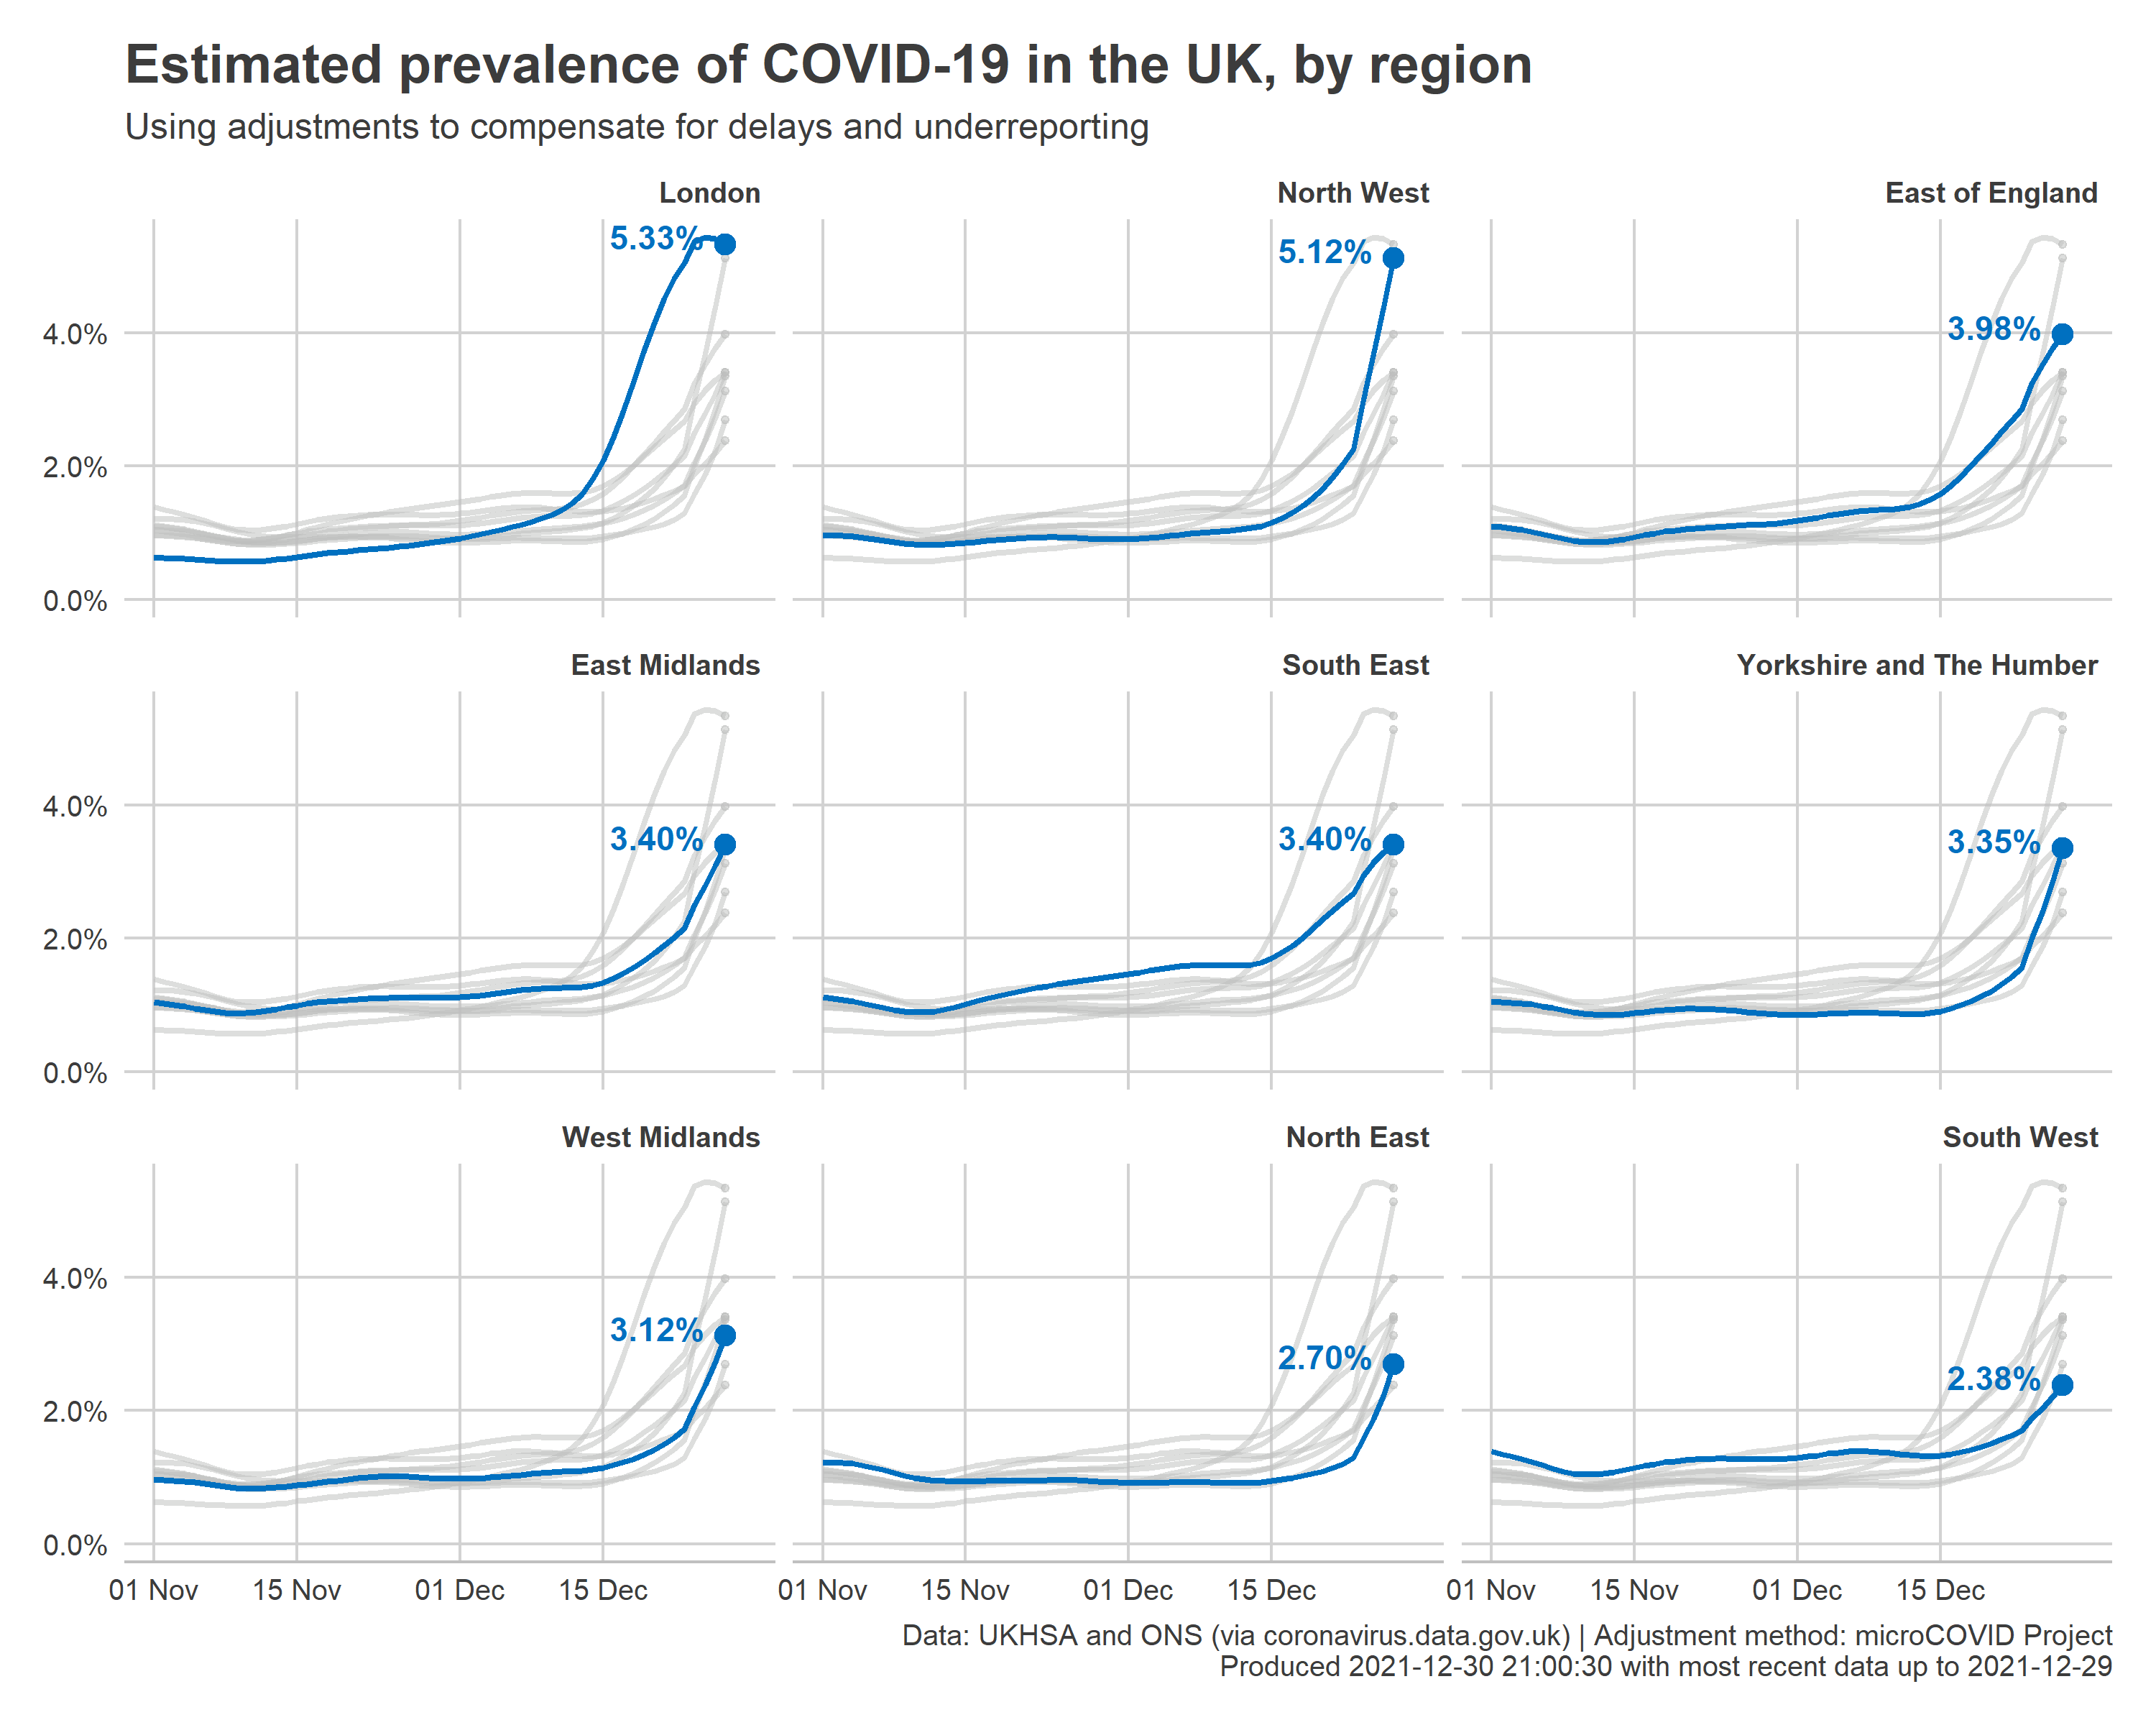 Estimated prevalence of COVID-19 in the UK, by region
Using adjustments to compensate for delays and underreporting
London
North West
East of England
5.33%
5.12%
3.98%
4.0%
2.0%
0.0%
East Midlands
South East
Yorkshire and The Humber
3.40%
3.40%
3.35%
4.0%
2.0%
0.0%
West Midlands
North East
South West
3.12%
2.70%
2.38%
4.0%
2.0%
0.0%
01 Nov 15 Nov 01 Dec 15 Dec 01 Nov 15 Nov 01 Dec 15 Dec 01 Nov 15 Nov 01 Dec 15 Dec
Data: UKHSA and ONS (via coronavirus.data.gov.uk) | Adjustment method: microCOVID Project
Produced 2021-12-30 21:00:30 with most recent data up to 2021-12-29